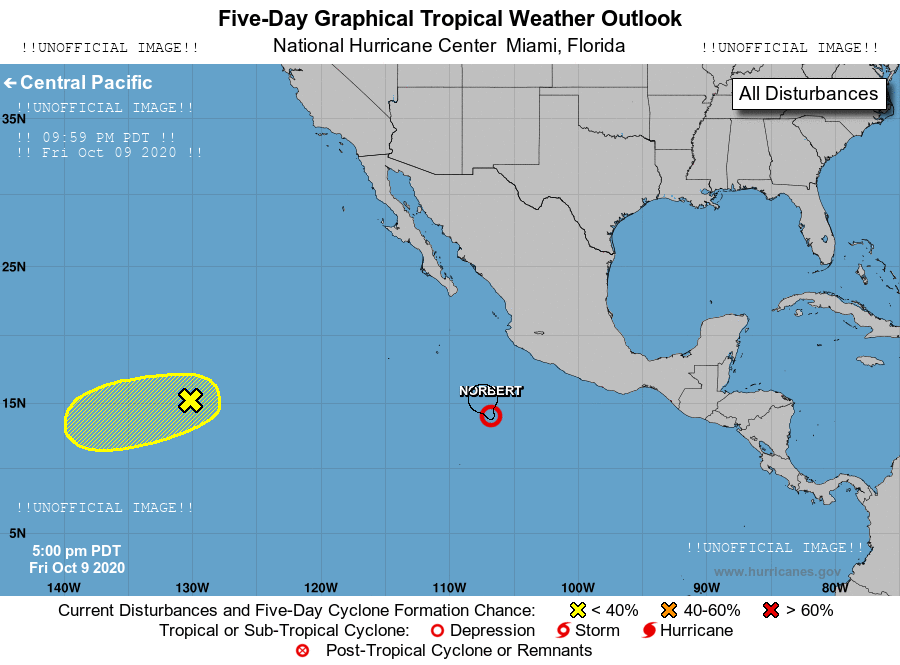 Five-Day Graphical Tropical Weather Outlook
!!UNOFFICIAL IMAGE!! National Hurricane Center Miami, Florida !!UNOFFICIAL IMAGE!!
← Central Pacific
All Disturbances
!!UNOFFICIAL IMAGE!!
35N
!! 09:59 PM PDT !!
!! Fri Oct 09 2020 !!
25N
NORBERT
15N
!!UNOFFICIAL IMAGE!!
5N
5:00 pm PDT
Fri Oct 9 2020
!!UNOFFICIAL IMAGE!!
www.hurricanes.gov
140W 130W 120W 110W 100W 90W 80W
Current Disturbances and Five-Day Cyclone Formation Chance: < 40% 40-60% > 60%
Tropical or Sub-Tropical Cyclone: Depression Storm Hurricane
Post-Tropical Cyclone or Remnants